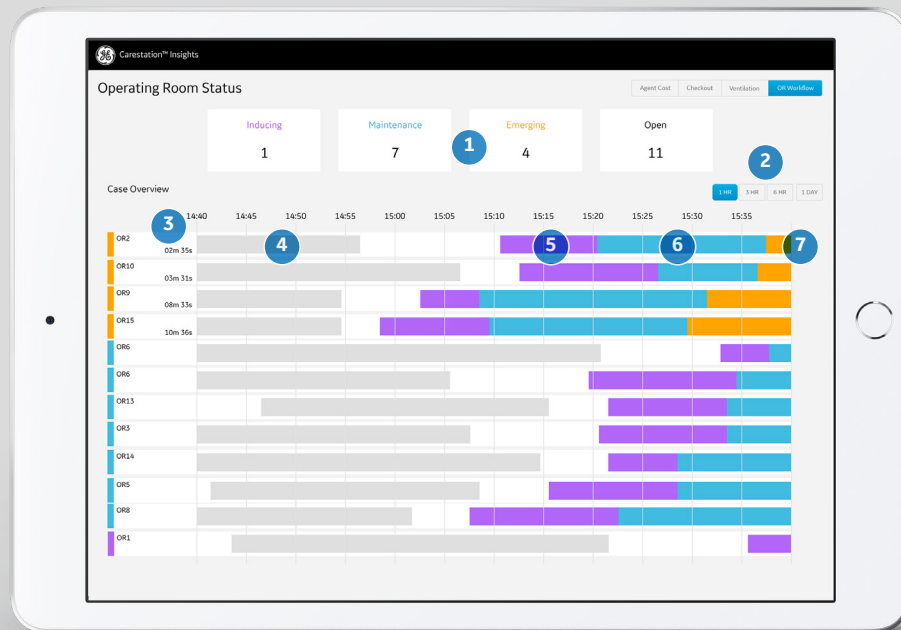 Carestation™ Insights
Operating Room Status
Agent Cost Checkout Ventilation OR Workflow
Inducing Maintenance Emerging Open
1 7 1 4 11
2
Case Overview
1 HR 3 HR 6 HR 1 DAY
3
14:40 14:45 14:50 14:55 15:00 15:05 15:10 15:15 15:20 15:25 15:30 15:35
OR2
02m 35s 4 5 6 7
OR10
03m 31s
OR9
08m 33s
OR15
10m 36s
OR6
OR6
OR13
OR3
OR14
OR5
OR8
OR1